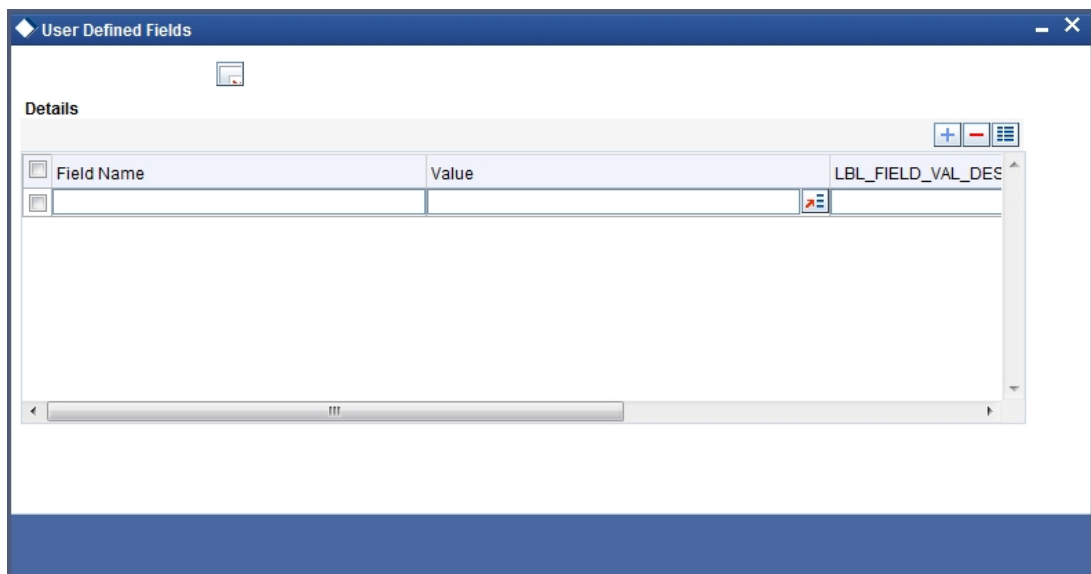 User Defined Fields
Details
Field Name Value LBL_FIELD_VAL_DES